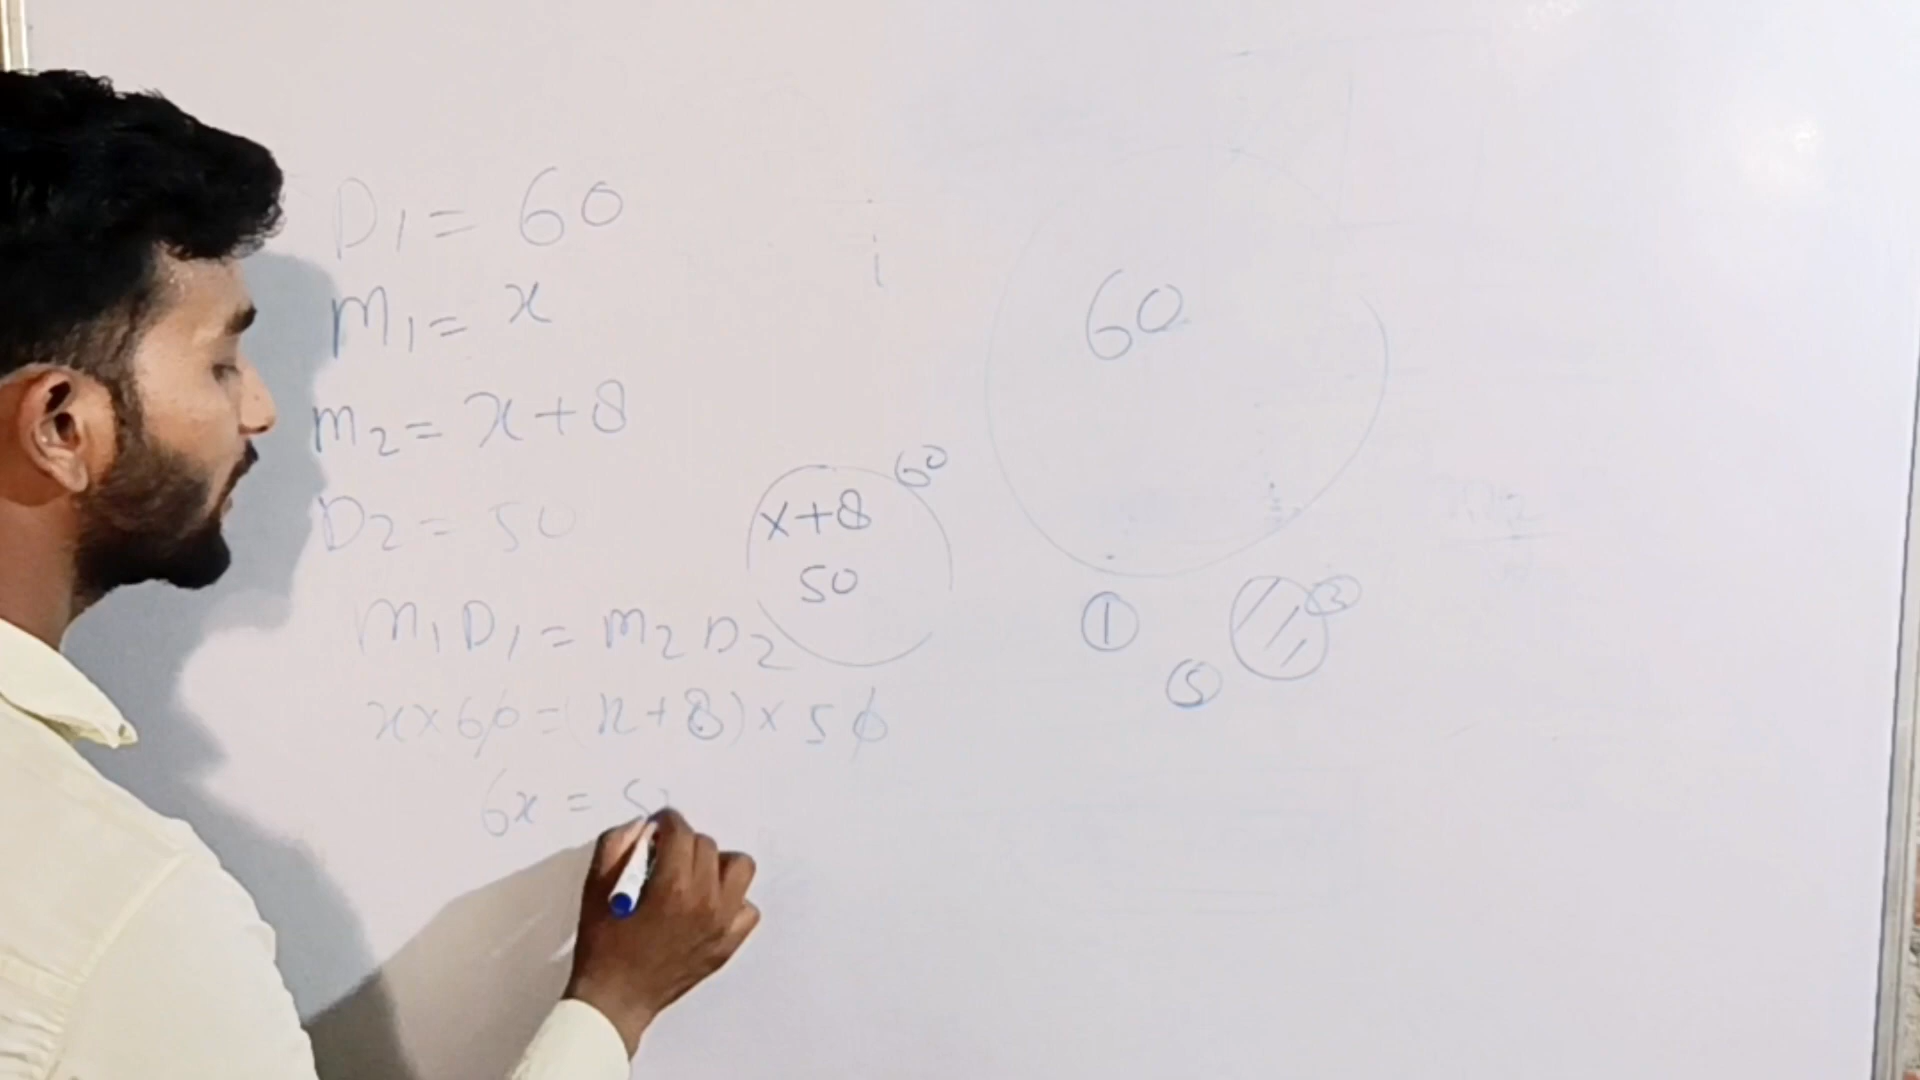 D1 = 60
m1 = x
m2 = x+8
D2 = 50
m1D1 = m2D2
x×60 = (x+8)×50
6x = 5
60
x+8
50
60
1
5